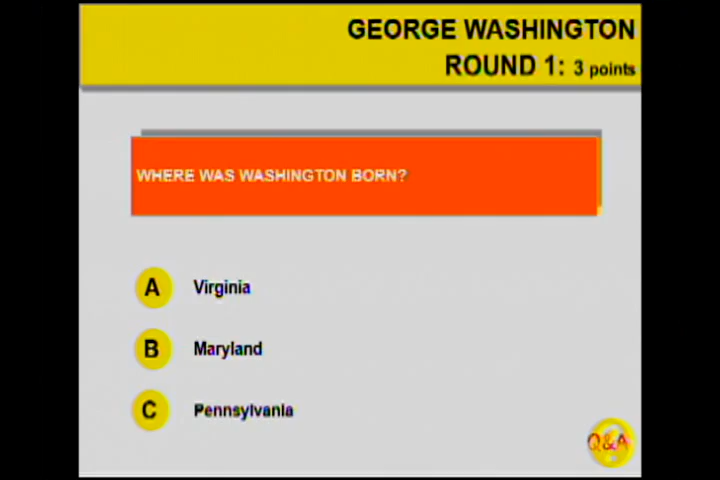 GEORGE WASHINGTON
ROUND 1: 3 points
WHERE WAS WASHINGTON BORN?
A Virginia
B Maryland
C Pennsylvania
Q&A